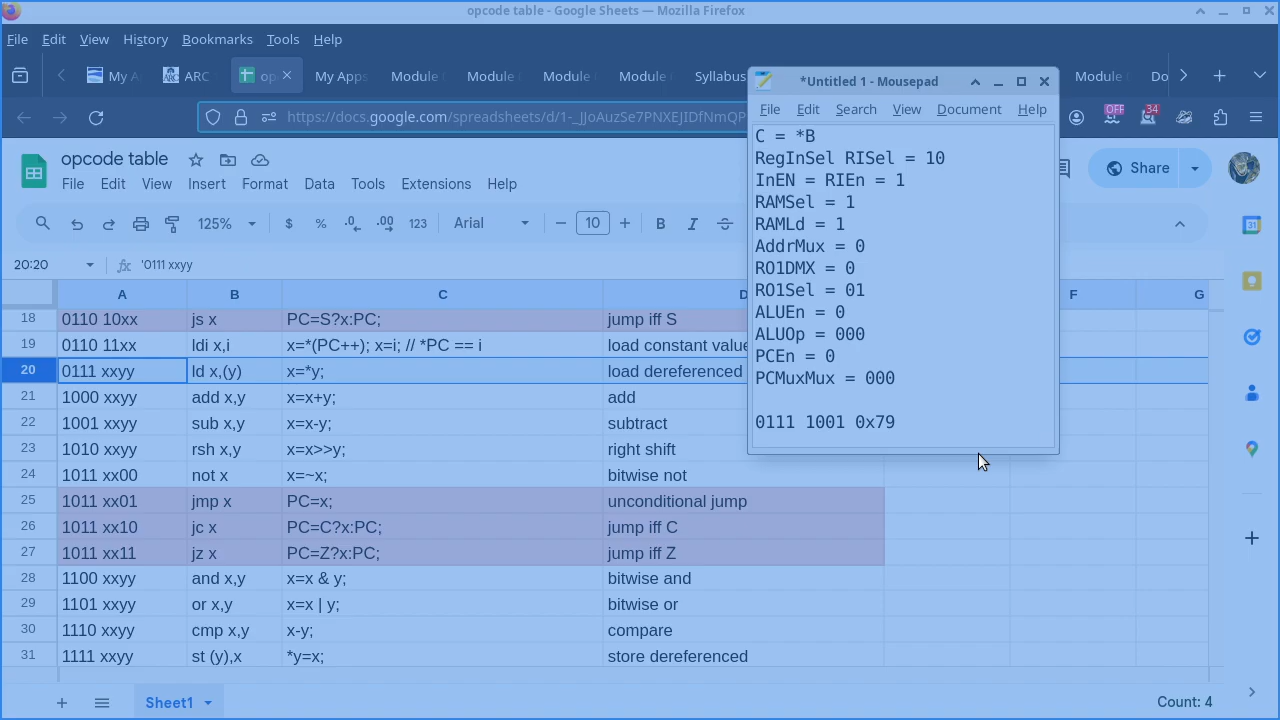 opcode table - Google Sheets — Mozilla Firefox
File Edit View History Bookmarks Tools Help
My A
ARC
op
My Apps
Module
Module
Module
Module
Syllabus
Module
Do
https://docs.google.com/spreadsheets/d/1-_JJoAuzSe7PNXEJIDfNmQP
OFF
34
opcode table
File Edit View Insert Format Data Tools Extensions Help
Share
125% $ % .0 .00 123 Arial 10 B I S
20:20 fx '0111 xxyy
A B C D F G
18 0110 10xx js x PC=S?x:PC; jump iff S
19 0110 11xx ldi x,i x=*(PC++); x=i; // *PC == i load constant value
20 0111 xxyy ld x,(y) x=*y; load dereferenced
21 1000 xxyy add x,y x=x+y; add
22 1001 xxyy sub x,y x=x-y; subtract
23 1010 xxyy rsh x,y x=x>>y; right shift
24 1011 xx00 not x x=~x; bitwise not
25 1011 xx01 jmp x PC=x; unconditional jump
26 1011 xx10 jc x PC=C?x:PC; jump iff C
27 1011 xx11 jz x PC=Z?x:PC; jump iff Z
28 1100 xxyy and x,y x=x & y; bitwise and
29 1101 xxyy or x,y x=x | y; bitwise or
30 1110 xxyy cmp x,y x-y; compare
31 1111 xxyy st (y),x *y=x; store dereferenced
Sheet1
Count: 4
*Untitled 1 - Mousepad
File Edit Search View Document Help
C = *B
RegInSel RISel = 10
InEN = RIEn = 1
RAMSel = 1
RAMLd = 1
AddrMux = 0
RO1DMX = 0
RO1Sel = 01
ALUEn = 0
ALUOp = 000
PCEn = 0
PCMuxMux = 000
0111 1001 0x79
31